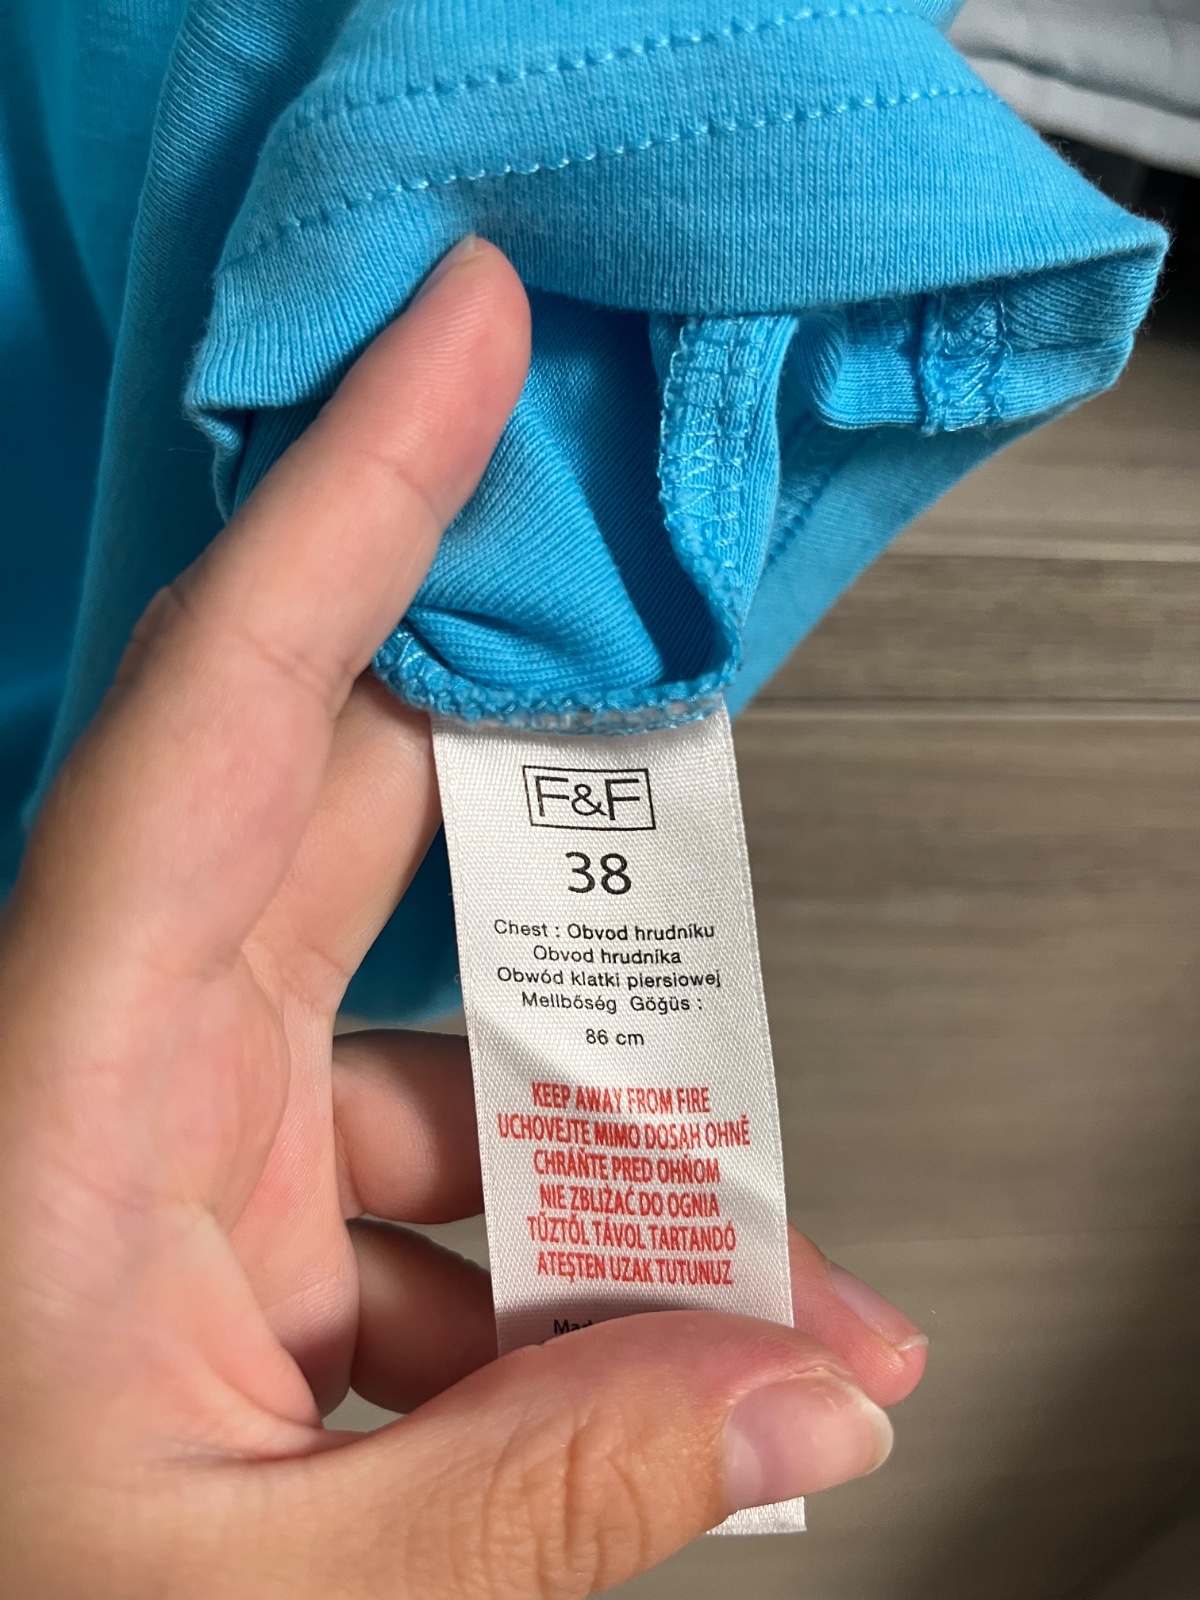 F&F
38
Chest : Obvod hrudníku
Obvod hrudníka
Obwód klatki piersiowej
Mellbőség Göğüs :
86 cm
KEEP AWAY FROM FIRE
UCHOVEJTE MIMO DOSAH OHNĚ
CHRÁŇTE PRED OHŇOM
NIE ZBLIŻAĆ DO OGNIA
TŰZTŐL TÁVOL TARTANDÓ
ATEŞTEN UZAK TUTUNUZ